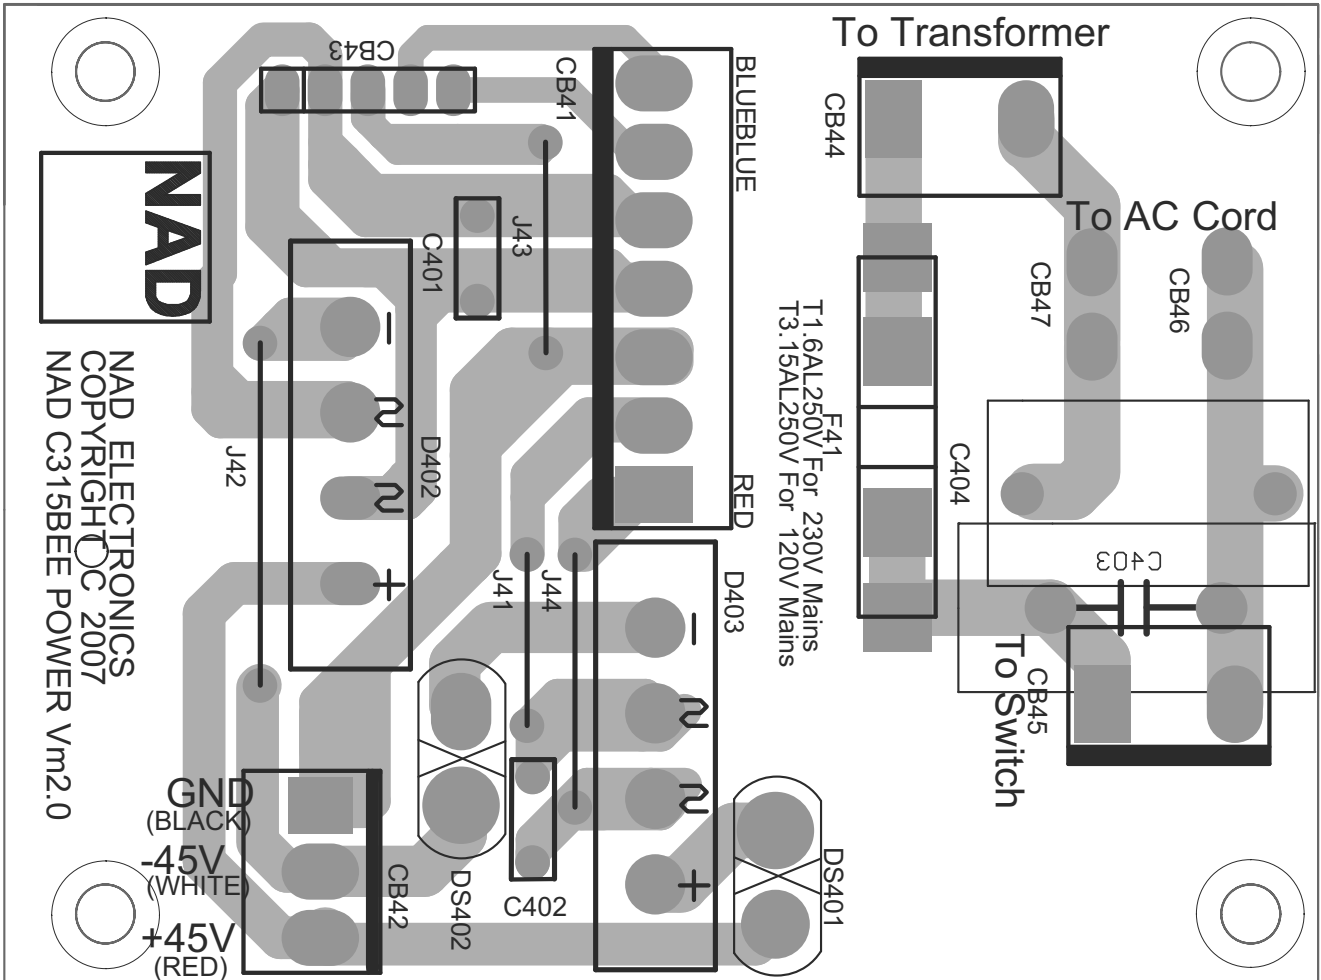 To Transformer
CB43
CB41
BLUEBLUE
CB44
NAD
To AC Cord
J43
C401
CB47
CB46
T1.6AL250V For 230V Mains
T3.15AL250V For 120V Mains
F41
NAD ELECTRONICS
COPYRIGHT C 2007
NAD C315BEE POWER Vm2.0
J42
D402
RED
C404
C403
J41
J44
D403
To Switch
CB45
GND
(BLACK)
-45V
(WHITE)
+45V
(RED)
CB42
DS402
C402
DS401